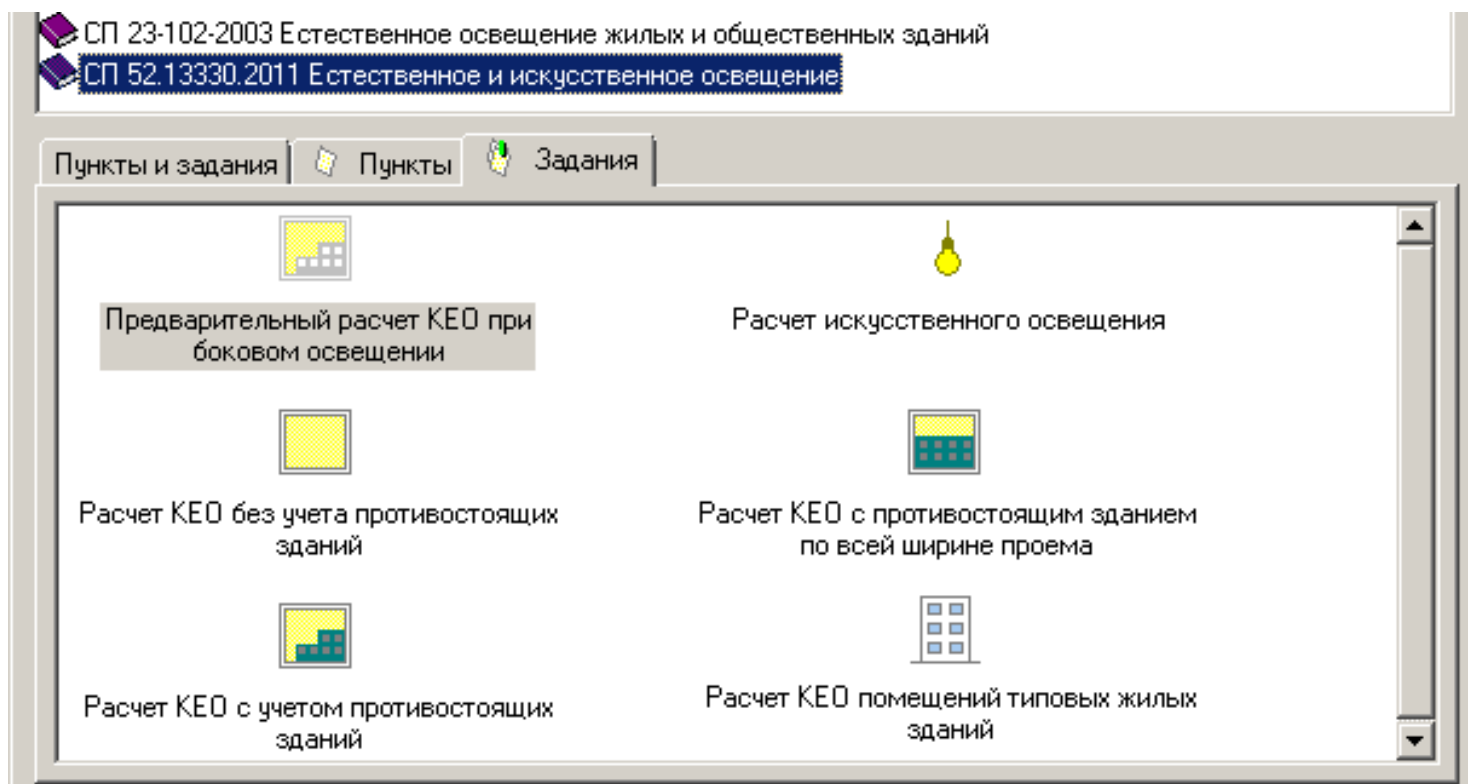 СП 23-102-2003 Естественное освещение жилых и общественных зданий
СП 52.13330.2011 Естественное и искусственное освещение
Пункты и задания
Пункты
Задания
Предварительный расчет КЕО при
боковом освещении
Расчет искусственного освещения
Расчет КЕО без учета противостоящих
зданий
Расчет КЕО с противостоящим зданием
по всей ширине проема
Расчет КЕО с учетом противостоящих
зданий
Расчет КЕО помещений типовых жилых
зданий